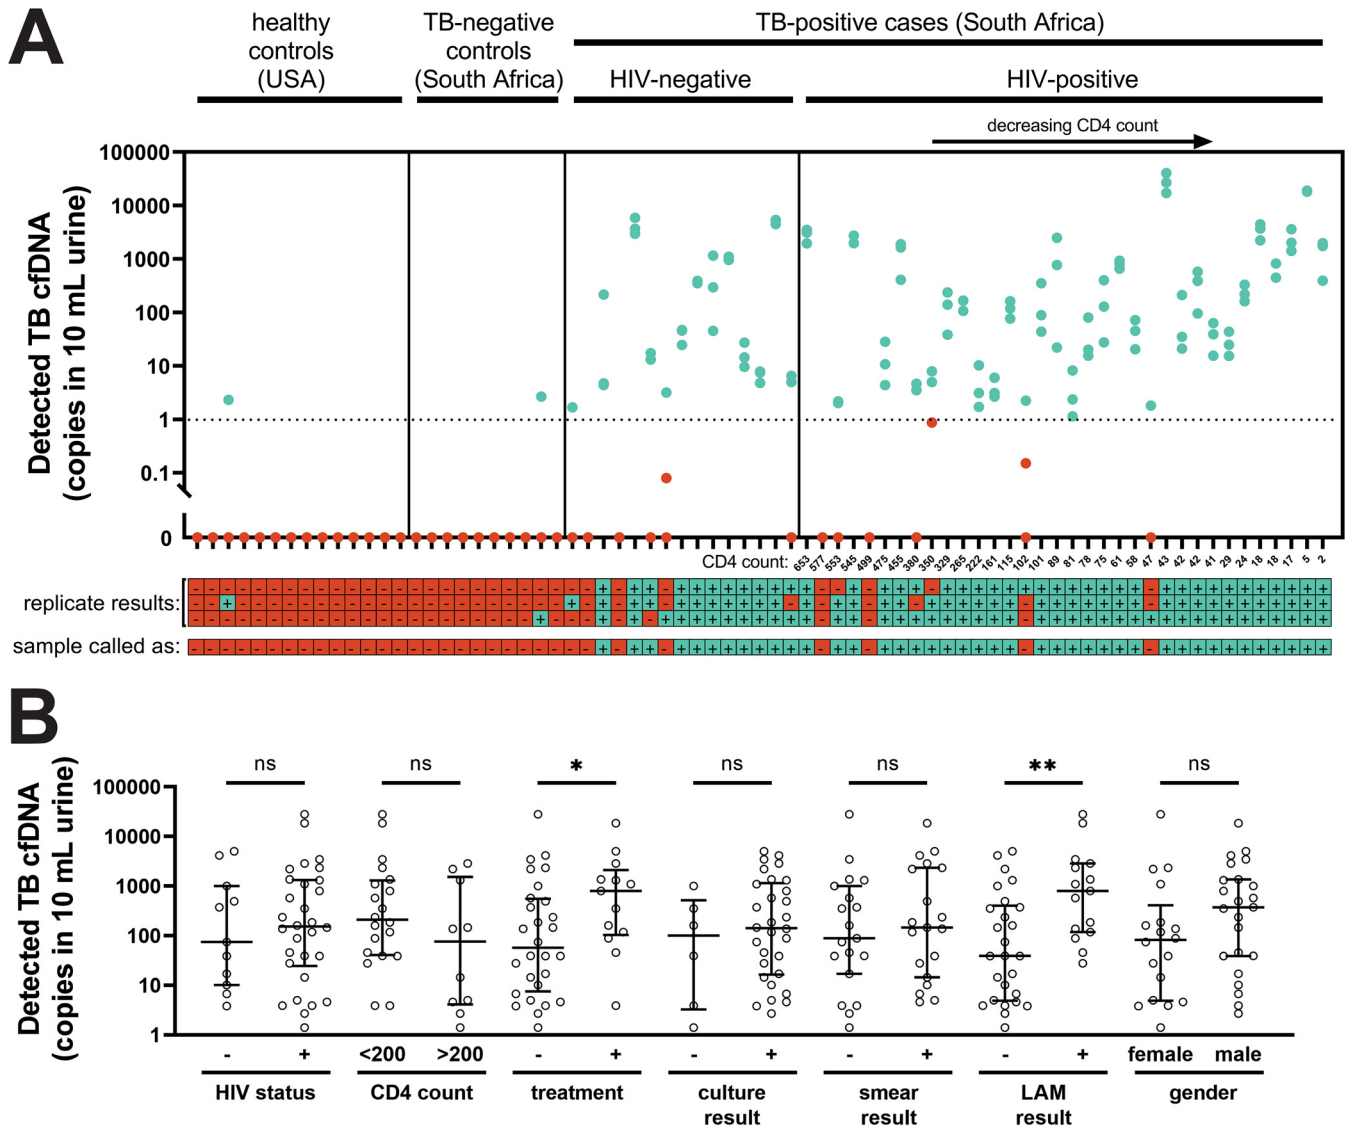 A
healthy
controls
(USA)
TB-negative
controls
(South Africa)
TB-positive cases (South Africa)
HIV-negative
HIV-positive
decreasing CD4 count
Detected TB cfDNA
(copies in 10 mL urine)
100000
10000
1000
100
10
1
0.1
0
CD4 count: 653 577 553 545 499 475 455 380 350 329 265 222 161 115 102 101 89 81 78 75 61 58 47 43 42 42 41 29 24 18 18 17 5 2
replicate results:
- - - - - - - - - - - - - - - - - - - - - - - - - - + - + + - + + + + + + + + + - - + - + + + - + + + + + + + + + + + + + - + + + + + + + + + + +
- - + - - - - - - - - - - - - - - - - - - - - - + - + - + + - + + + + + + + - + - + + - + + - + + + + + + - + + + + + + + - + + + + + + + + + + +
- - - - - - - - - - - - - - - - - - - - - - + - - - + - + - + + + + + + + + + + - + + - + + + + + + + + + - + + + + + + + + + + + + + + + + + + +
sample called as: - - - - - - - - - - - - - - - - - - - - - - - - - - + - + + - + + + + + + + + + - + + - + + + + + + + + + - + + + + + + + - + + + + + + + + + + +
B
Detected TB cfDNA
(copies in 10 mL urine)
100000
10000
1000
100
10
1
ns ns * ns ns ** ns
- + <200 >200 - + - + - + - + female male
HIV status CD4 count treatment culture result smear result LAM result gender